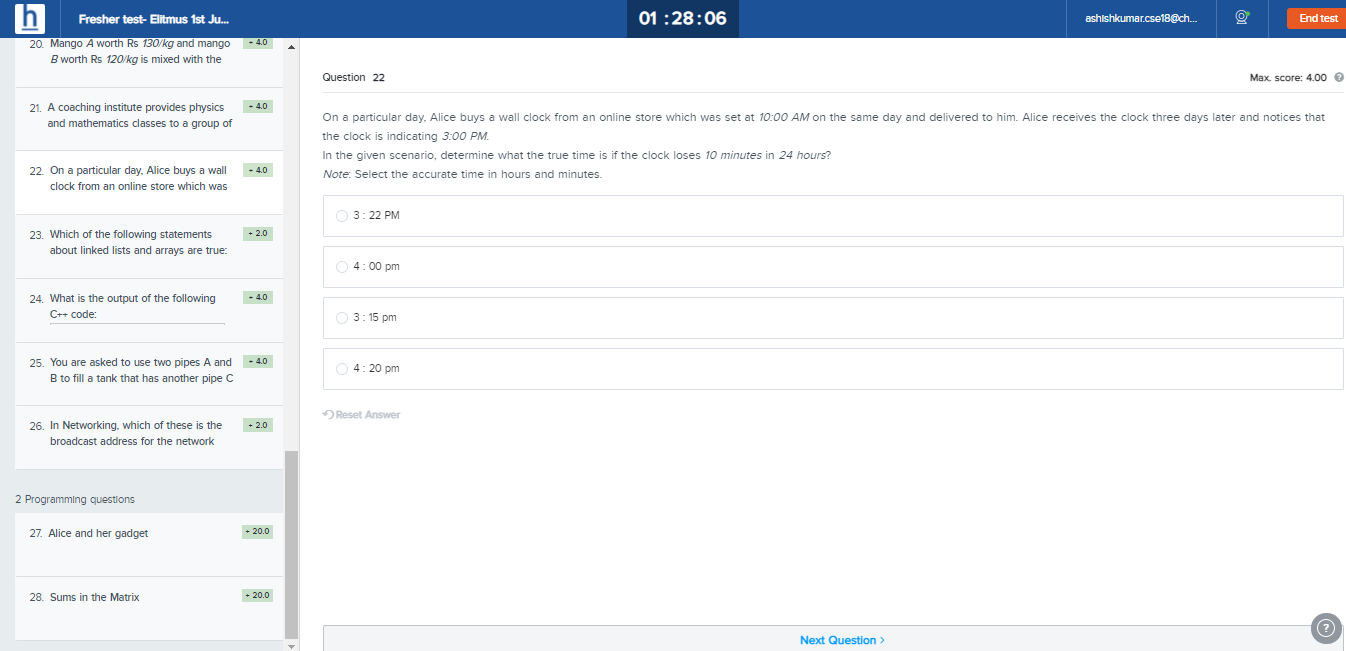 h
Fresher test- Elitmus 1st Ju...
01 :28:06
ashishkumar.cse18@ch...
End test
20. Mango A worth Rs 130/kg and mango
B worth Rs 120/kg is mixed with the
+ 4.0
21. A coaching institute provides physics
and mathematics classes to a group of
+ 4.0
22. On a particular day, Alice buys a wall
clock from an online store which was
+ 4.0
23. Which of the following statements
about linked lists and arrays are true:
+ 2.0
24. What is the output of the following
C++ code:
+ 4.0
25. You are asked to use two pipes A and
B to fill a tank that has another pipe C
+ 4.0
26. In Networking, which of these is the
broadcast address for the network
+ 2.0
2 Programming questions
27. Alice and her gadget
+ 20.0
28. Sums in the Matrix
+ 20.0
Question 22
Max. score: 4.00 ?
On a particular day, Alice buys a wall clock from an online store which was set at 10:00 AM on the same day and delivered to him. Alice receives the clock three days later and notices that
the clock is indicating 3:00 PM.
In the given scenario, determine what the true time is if the clock loses 10 minutes in 24 hours?
Note: Select the accurate time in hours and minutes.
3 : 22 PM
4 : 00 pm
3 : 15 pm
4 : 20 pm
Reset Answer
Next Question >
?